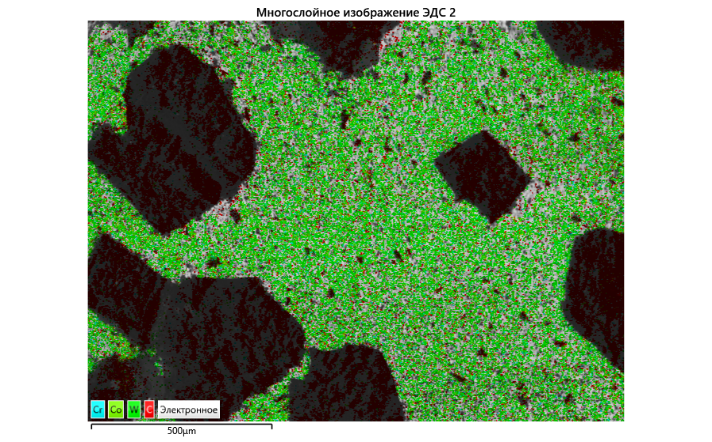 Многослойное изображение ЭДС 2
Cr Co W C Электронное
500µm